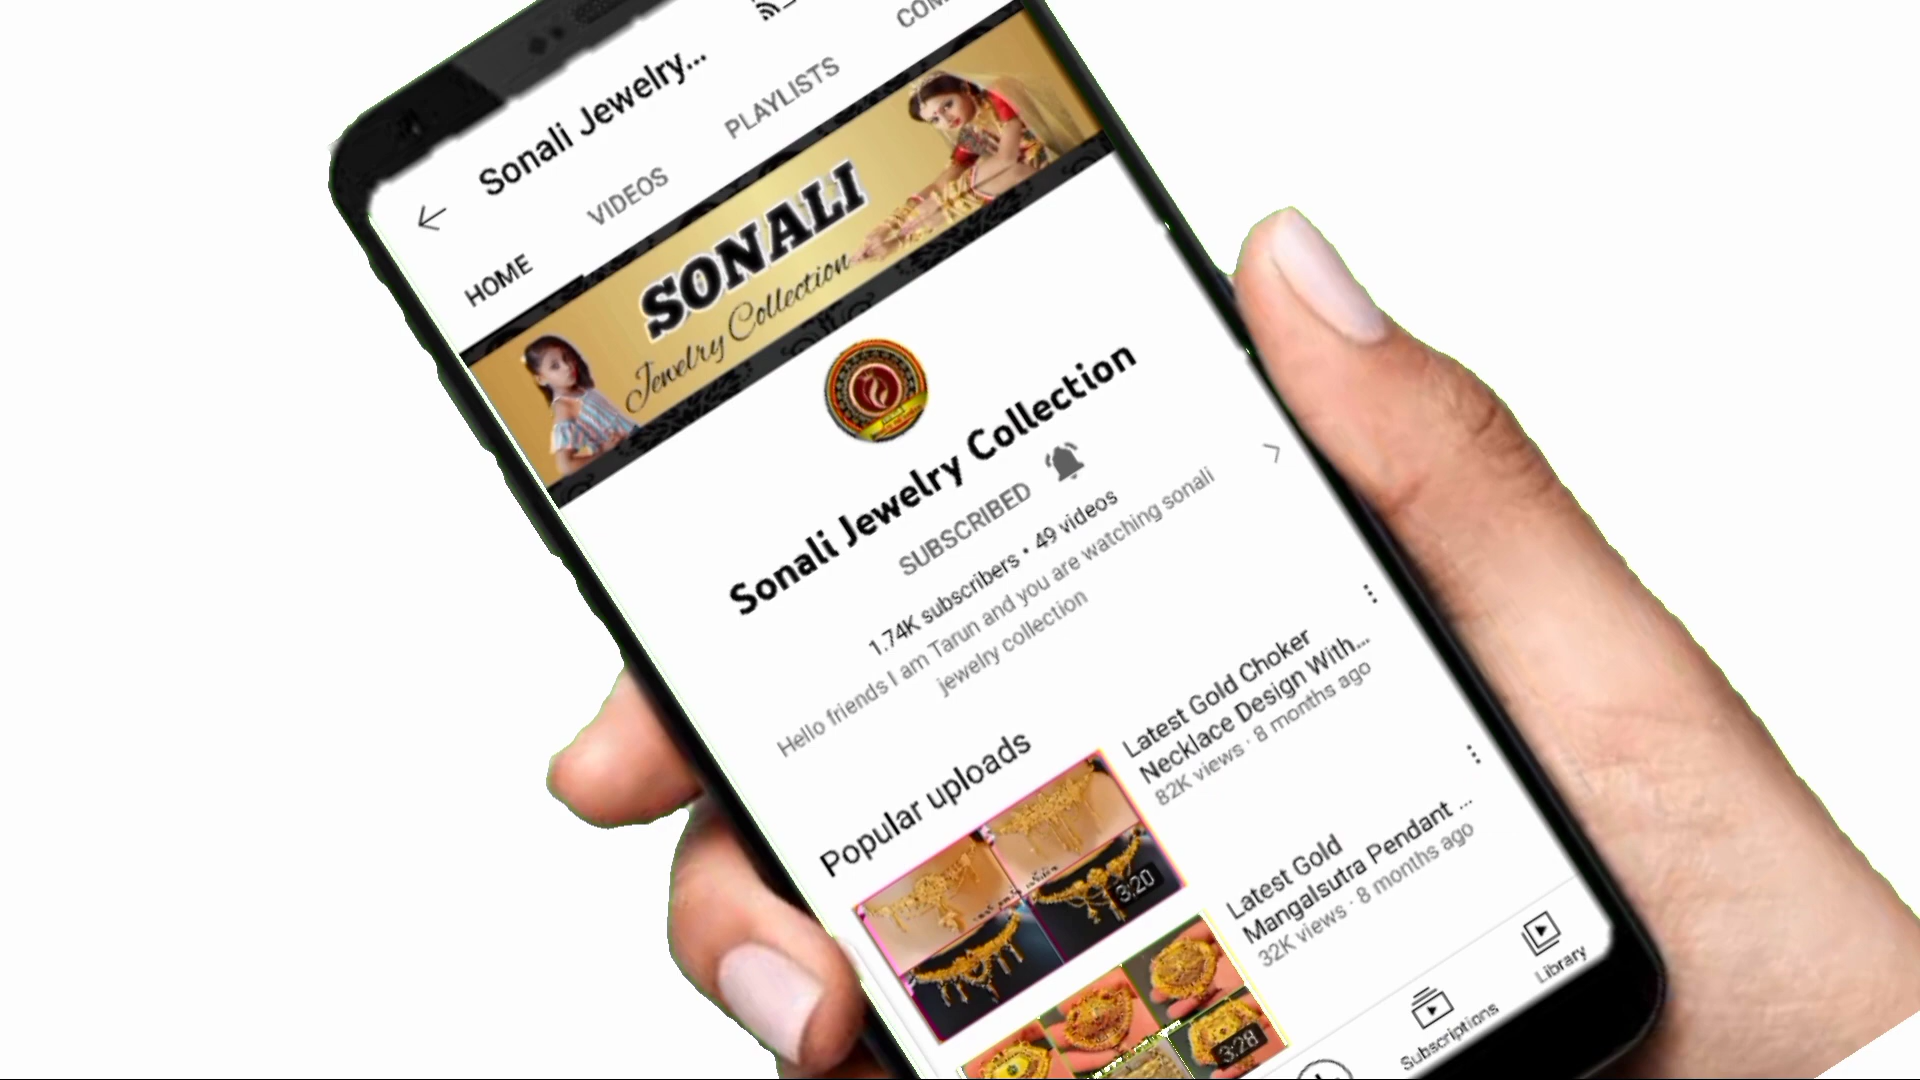 Sonali Jewelry...
HOME
VIDEOS
PLAYLISTS
SONALI
Jewelry Collection
Sonali Jewelry Collection
SUBSCRIBED
1.74K subscribers • 49 videos
Hello friends I am Tarun and you are watching sonali
jewelry collection
Popular uploads
Latest Gold Choker
Necklace Design With...
82K views · 8 months ago
3:20
Latest Gold
Mangalsutra Pendant ...
32K views · 8 months ago
3:28
Subscriptions
Library